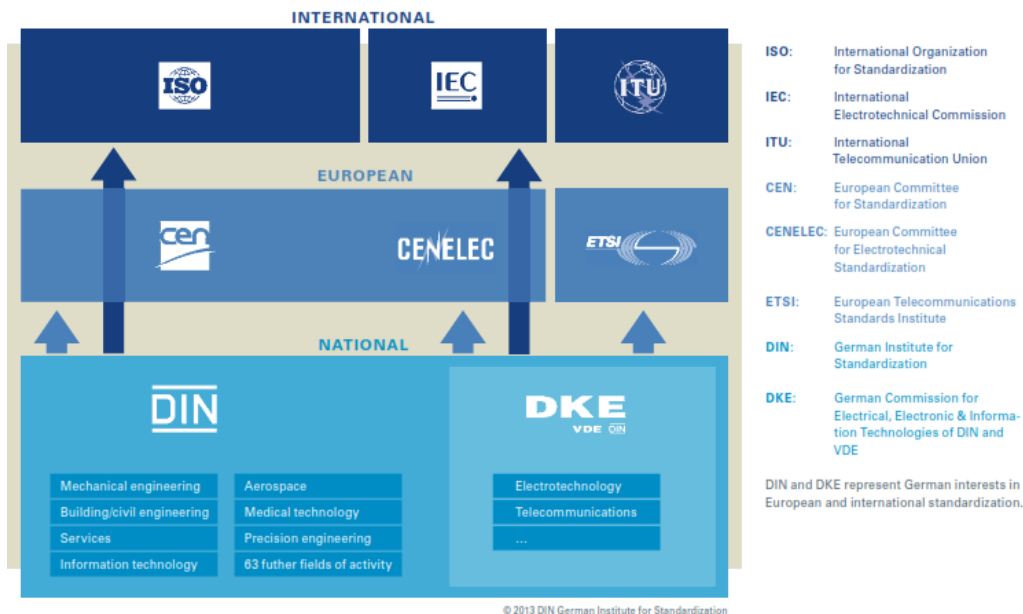 INTERNATIONAL
ISO
IEC
ITU
EUROPEAN
cen
CENELEC
ETSI
NATIONAL
DIN
DKE
VDE DIN
Mechanical engineering
Building/civil engineering
Services
Information technology
Aerospace
Medical technology
Precision engineering
63 futher fields of activity
Electrotechnology
Telecommunications
...
ISO: International Organization
for Standardization
IEC: International
Electrotechnical Commission
ITU: International
Telecommunication Union
CEN: European Committee
for Standardization
CENELEC: European Committee
for Electrotechnical
Standardization
ETSI: European Telecommunications
Standards Institute
DIN: German Institute for
Standardization
DKE: German Commission for
Electrical, Electronic & Informa-
tion Technologies of DIN and
VDE
DIN and DKE represent German interests in
European and international standardization.
© 2013 DIN German Institute for Standardization